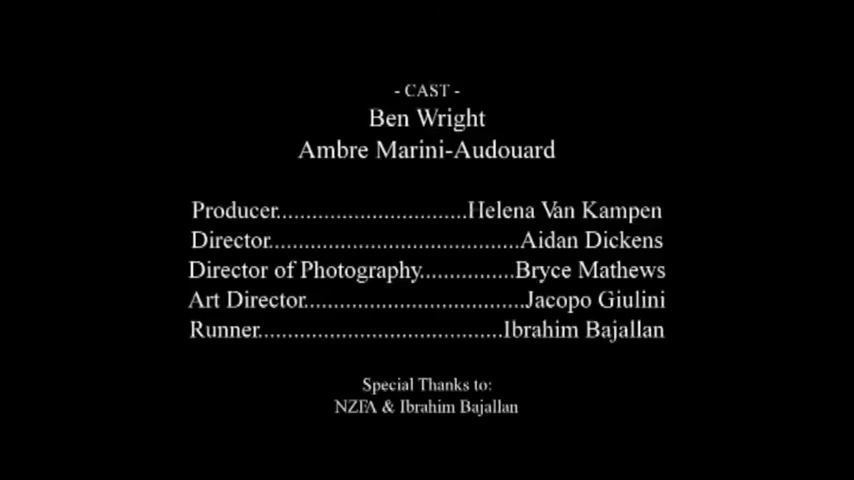 - CAST -
Ben Wright
Ambre Marini-Audouard
Producer................................Helena Van Kampen
Director..........................................Aidan Dickens
Director of Photography................Bryce Mathews
Art Director.....................................Jacopo Giulini
Runner.........................................Ibrahim Bajallan
Special Thanks to:
NZFA & Ibrahim Bajallan